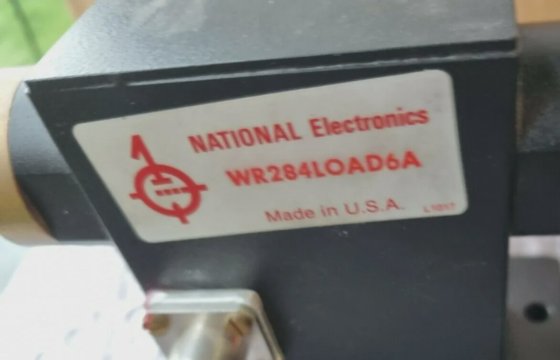 NATIONAL Electronics
WR284LOAD6A
Made in U.S.A.